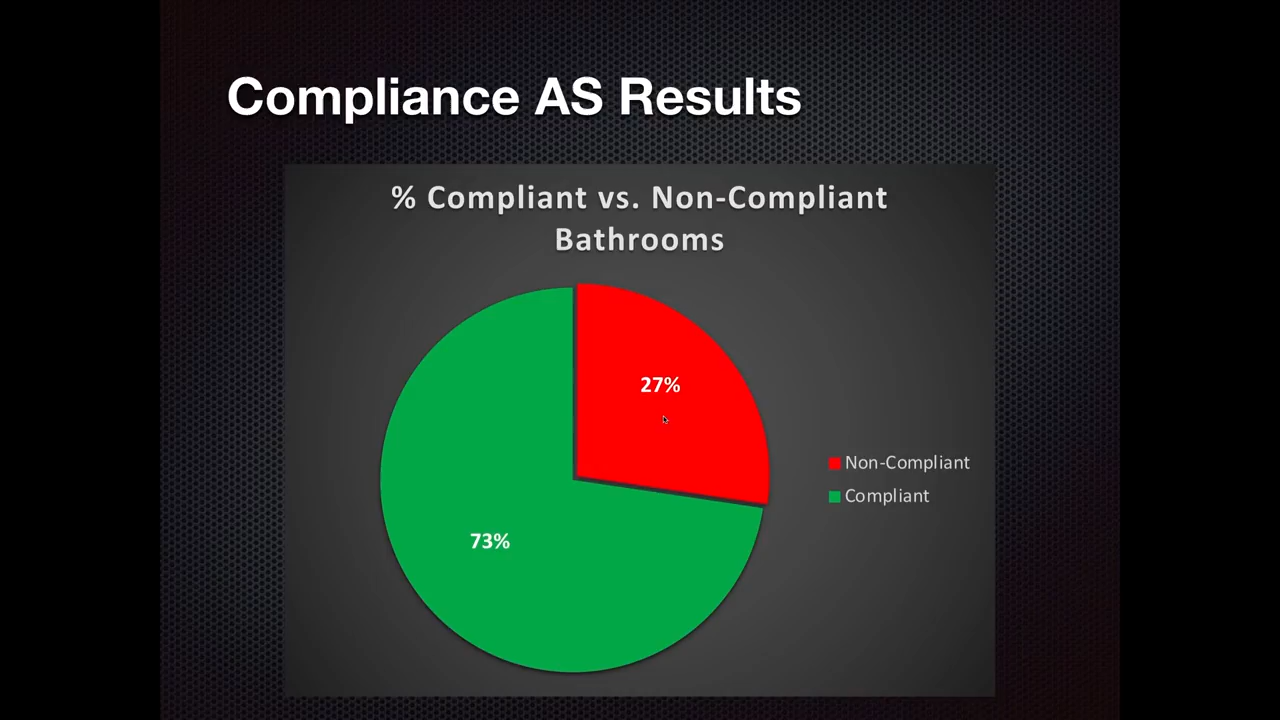 Compliance AS Results
% Compliant vs. Non-Compliant
Bathrooms
27%
Non-Compliant
Compliant
73%